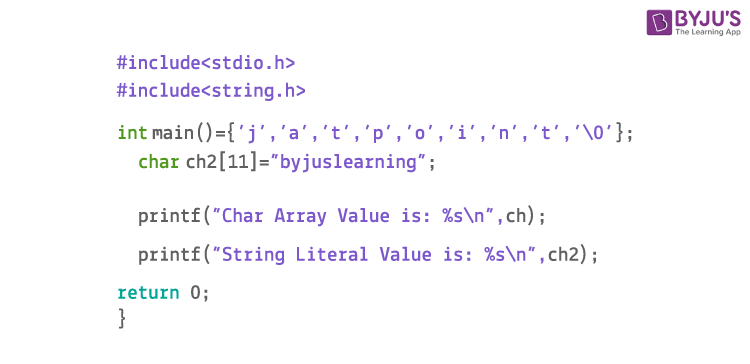 BYJU'S
The Learning App
#include<stdio.h>
#include<string.h>
int main()={'j','a','t','p','o','i','n','t','\0'};
char ch2[11]="byjuslearning";
printf("Char Array Value is: %s\n",ch);
printf("String Literal Value is: %s\n",ch2);
return 0;
}